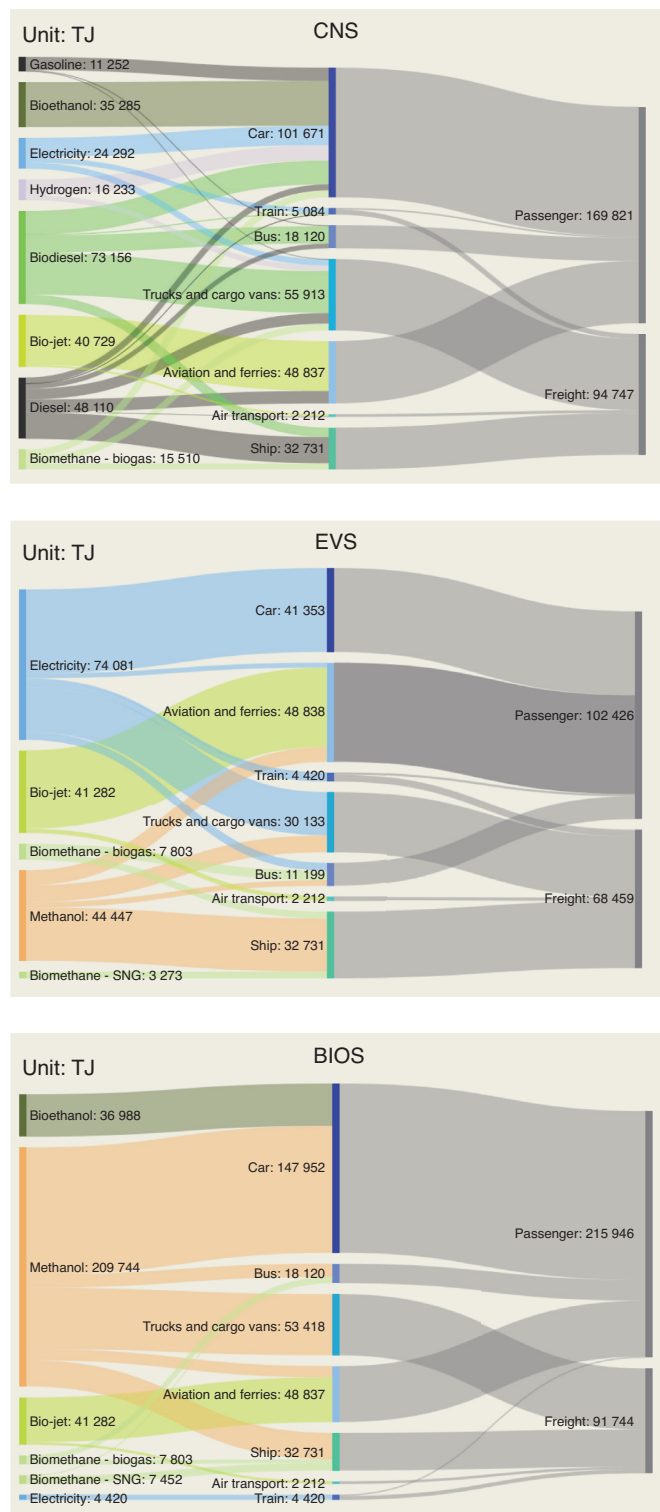 CNS
Unit: TJ
Gasoline: 11 252
Bioethanol: 35 285
Car: 101 671
Electricity: 24 292
Hydrogen: 16 233
Train: 5 084
Passenger: 169 821
Biodiesel: 73 156
Bus: 18 120
Trucks and cargo vans: 55 913
Bio-jet: 40 729
Aviation and ferries: 48 837
Freight: 94 747
Diesel: 48 110
Air transport: 2 212
Ship: 32 731
Biomethane - biogas: 15 510
EVS
Unit: TJ
Car: 41 353
Electricity: 74 081
Aviation and ferries: 48 838
Passenger: 102 426
Train: 4 420
Bio-jet: 41 282
Trucks and cargo vans: 30 133
Biomethane - biogas: 7 803
Bus: 11 199
Air transport: 2 212
Freight: 68 459
Methanol: 44 447
Ship: 32 731
Biomethane - SNG: 3 273
BIOS
Unit: TJ
Bioethanol: 36 988
Car: 147 952
Passenger: 215 946
Methanol: 209 744
Bus: 18 120
Trucks and cargo vans: 53 418
Aviation and ferries: 48 837
Bio-jet: 41 282
Freight: 91 744
Ship: 32 731
Biomethane - biogas: 7 803
Biomethane - SNG: 7 452
Air transport: 2 212
Electricity: 4 420
Train: 4 420